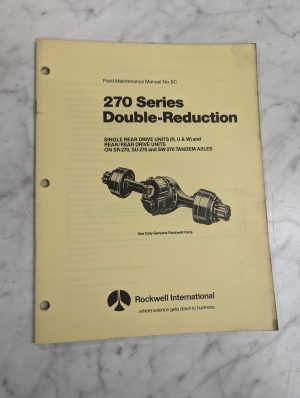 Field Maintenance Manual No. 6C
270 Series
Double-Reduction
SINGLE REAR DRIVE UNITS (R, U & W) and
REAR/REAR DRIVE UNITS
ON SR-270, SU-270 and SW-270 TANDEM AXLES
Use Only Genuine Rockwell Parts
Rockwell International
...where science gets down to business